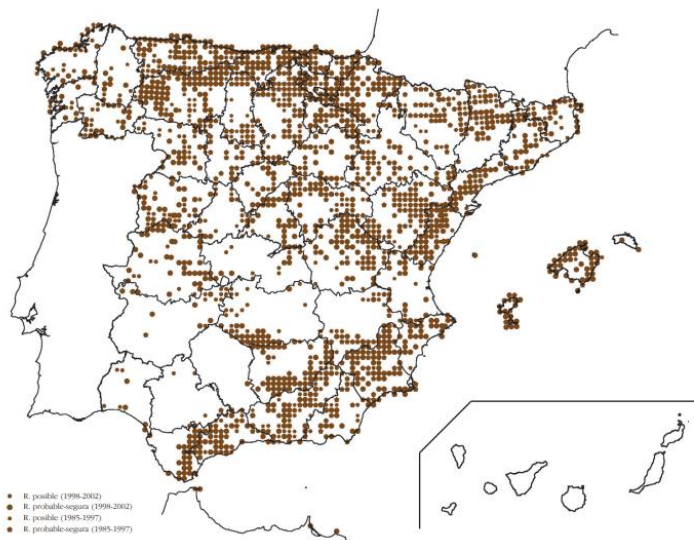 R. posible (1998-2002)
R. probable-segura (1998-2002)
R. posible (1985-1997)
R. probable-segura (1985-1997)